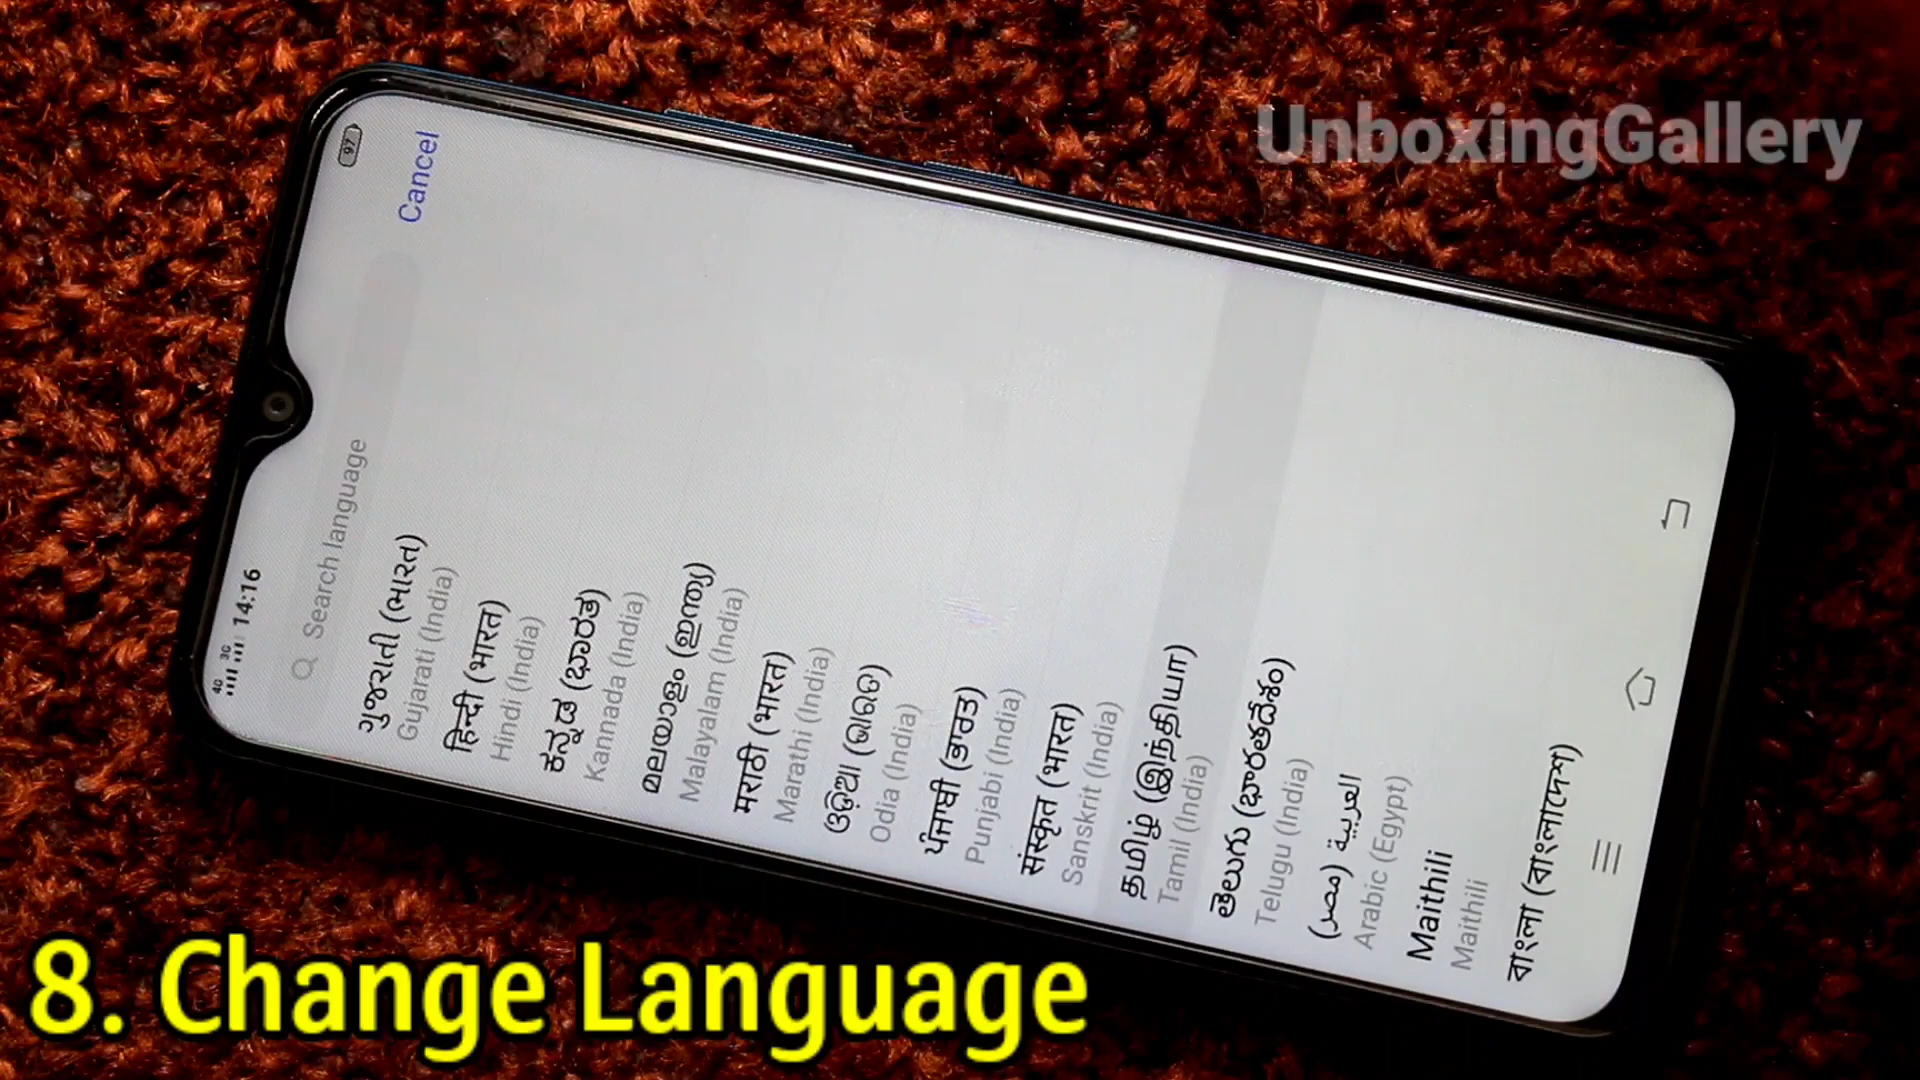 UnboxingGallery
4G 3G 14:16
97
Search language
Cancel
ગુજરાતી (ભારત)
Gujarati (India)
हिन्दी (भारत)
Hindi (India)
ಕನ್ನಡ (ಭಾರತ)
Kannada (India)
മലയാളം (ഇന്ത്യ)
Malayalam (India)
मराठी (भारत)
Marathi (India)
ଓଡ଼ିଆ (ଭାରତ)
Odia (India)
ਪੰਜਾਬੀ (ਭਾਰਤ)
Punjabi (India)
संस्कृत (भारत)
Sanskrit (India)
தமிழ் (இந்தியா)
Tamil (India)
తెలుగు (భారతదేశం)
Telugu (India)
العربية (مصر)
Arabic (Egypt)
Maithili
Maithili
বাংলা (বাংলাদেশ)
8. Change Language